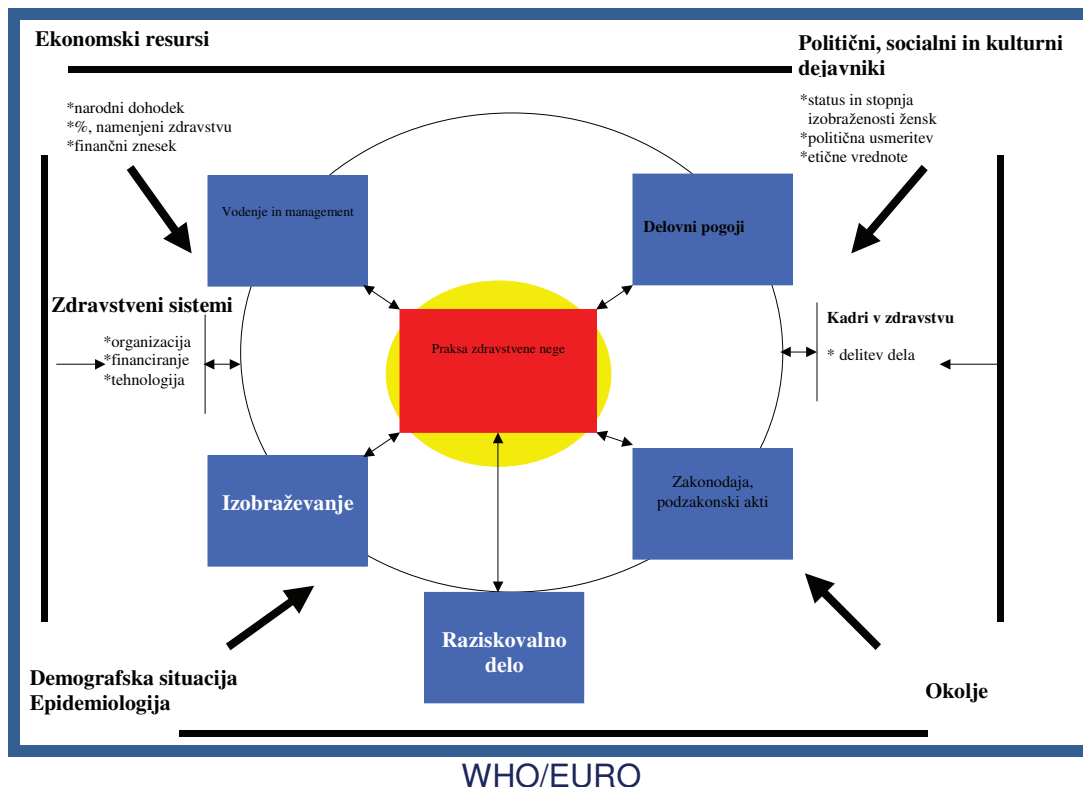 Ekonomski resursi
Politični, socialni in kulturni
dejavniki
*narodni dohodek
*%, namenjeni zdravstvu
*finančni znesek
*status in stopnja
izobraženosti žensk
*politična usmeritev
*etične vrednote
Vodenje in management
Delovni pogoji
Zdravstveni sistemi
*organizacija
*financiranje
*tehnologija
Praksa zdravstvene nege
Kadri v zdravstvu
* delitev dela
Izobraževanje
Zakonodaja,
podzakonski akti
Raziskovalno
delo
Demografska situacija
Epidemiologija
Okolje
WHO/EURO